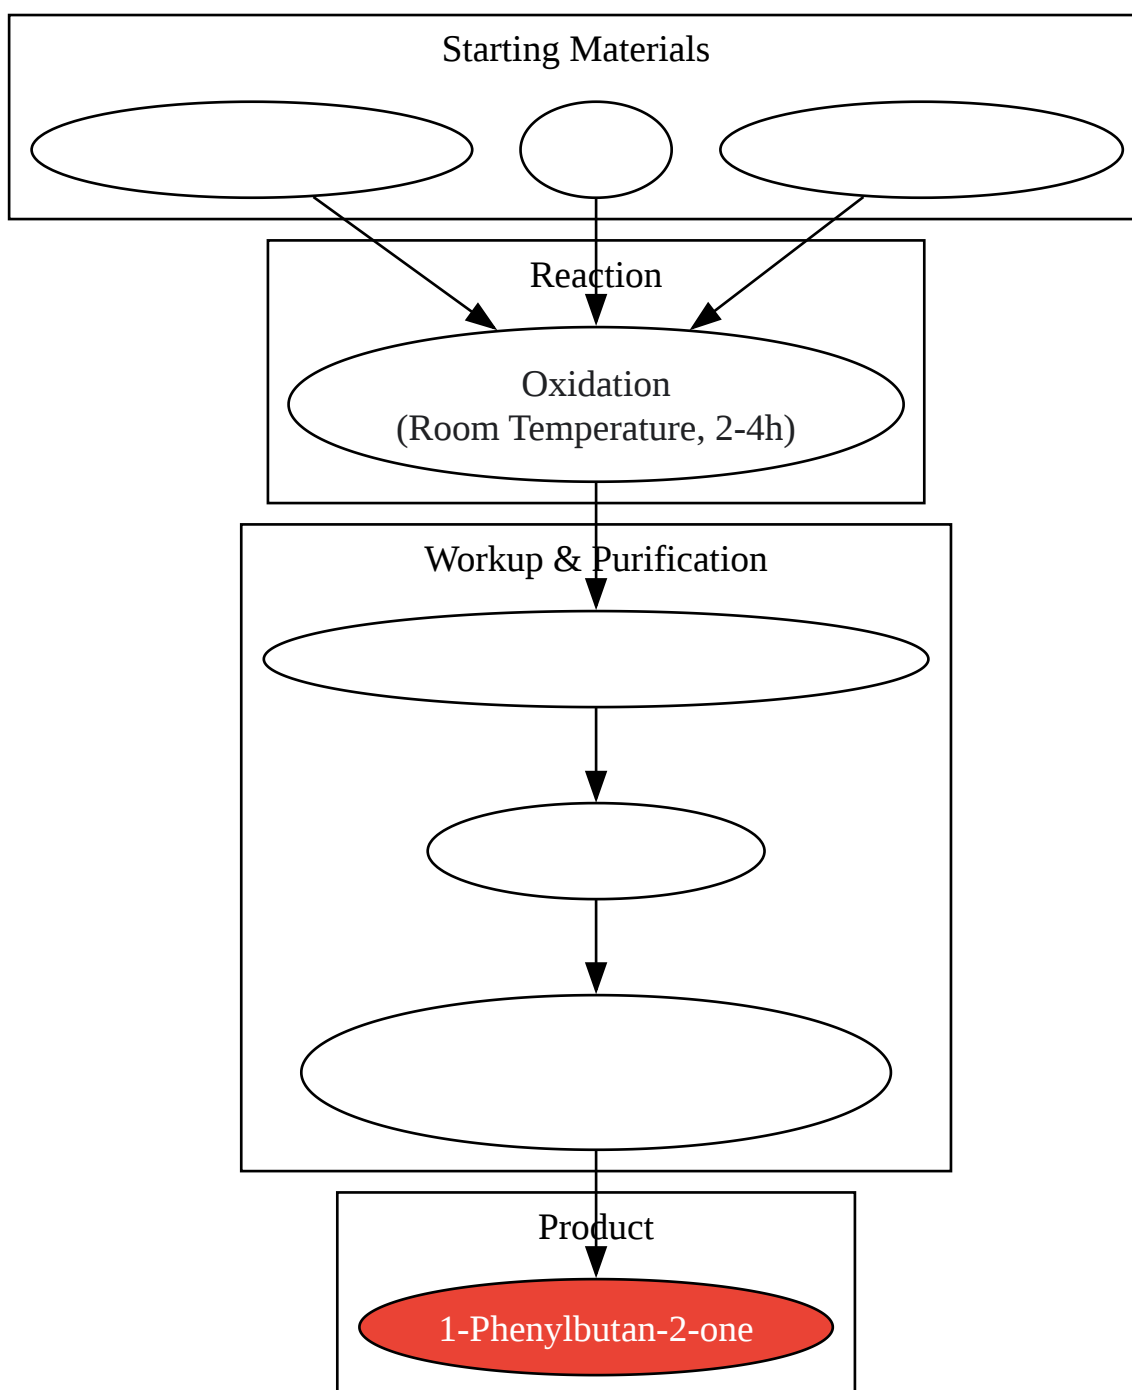 Starting Materials
Reaction
Oxidation
(Room Temperature, 2-4h)
Workup & Purification
Product
1-Phenylbutan-2-one